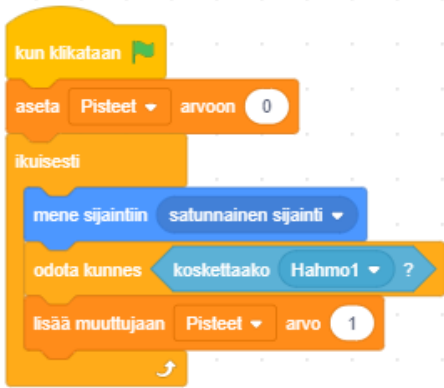 kun klikataan
aseta Pisteet arvoon 0
ikuisesti
mene sijaintiin satunnainen sijainti
odota kunnes koskettaako Hahmo1 ?
lisää muuttujaan Pisteet arvo 1